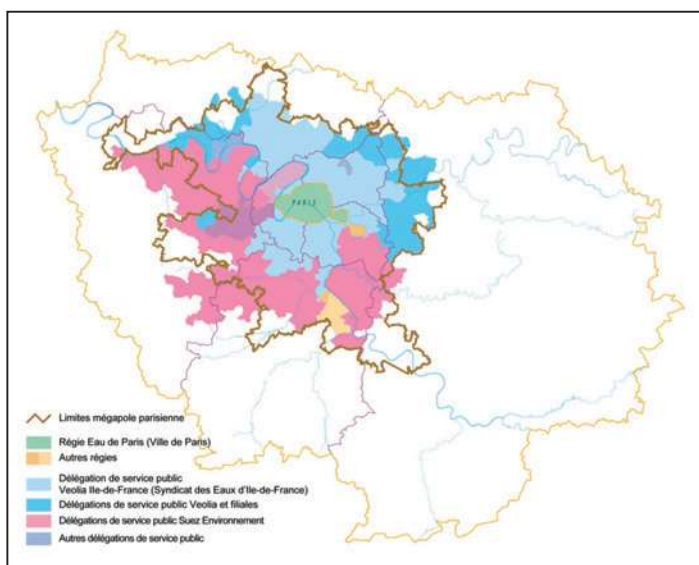 PARIS
Limites mégapole parisienne
Régie Eau de Paris (Ville de Paris)
Autres régies
Délégation de service public
Veolia Ile-de-France (Syndicat des Eaux d'Ile-de-France)
Délégations de service public Veolia et filiales
Délégations de service public Suez Environnement
Autres délégations de service public